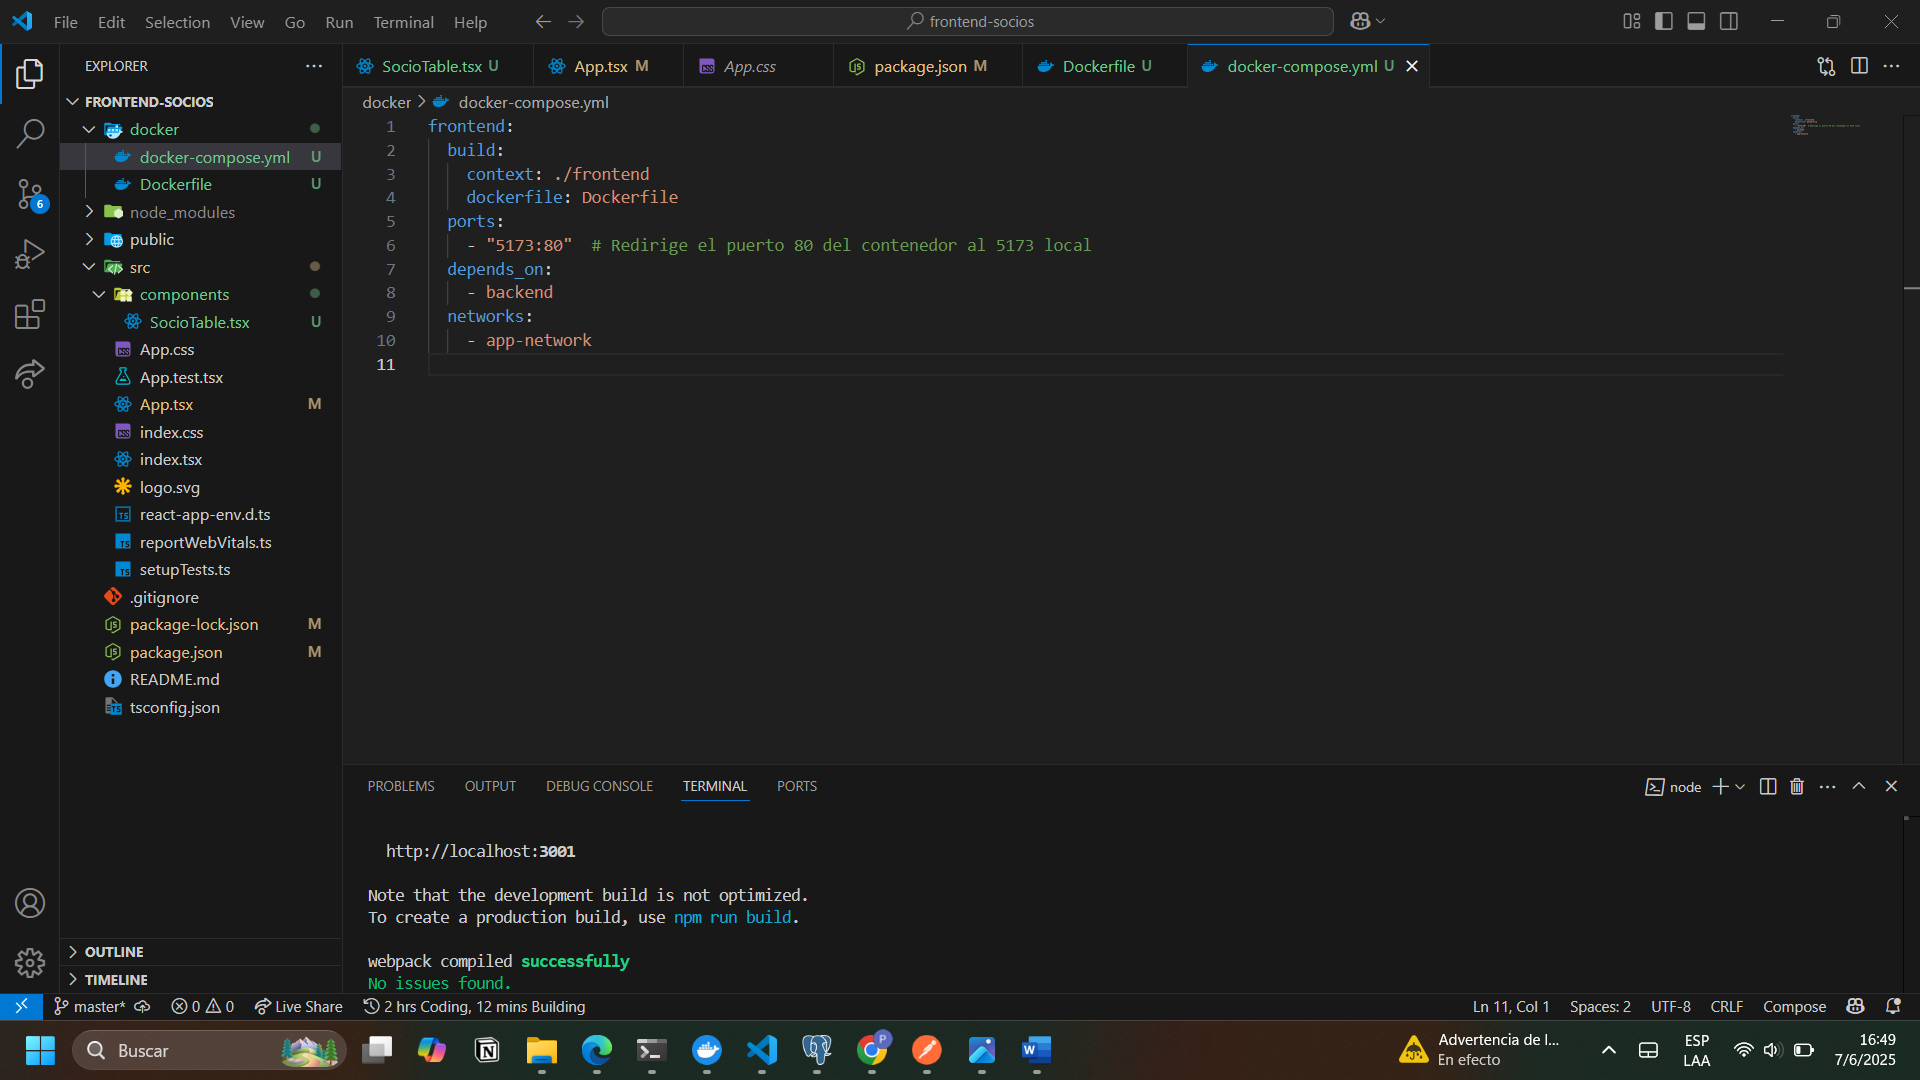 File Edit Selection View Go Run Terminal Help
frontend-socios
EXPLORER
FRONTEND-SOCIOS
docker
docker-compose.yml U
Dockerfile U
node_modules
public
src
components
SocioTable.tsx U
App.css
App.test.tsx
App.tsx M
index.css
index.tsx
logo.svg
react-app-env.d.ts
reportWebVitals.ts
setupTests.ts
.gitignore
package-lock.json M
package.json M
README.md
tsconfig.json
OUTLINE
TIMELINE
6
SocioTable.tsx U
App.tsx M
App.css
package.json M
Dockerfile U
docker-compose.yml U
docker > docker-compose.yml
1 frontend:
2 build:
3 context: ./frontend
4 dockerfile: Dockerfile
5 ports:
6 - "5173:80" # Redirige el puerto 80 del contenedor al 5173 local
7 depends_on:
8 - backend
9 networks:
10 - app-network
11
PROBLEMS OUTPUT DEBUG CONSOLE TERMINAL PORTS
node
http://localhost:3001
Note that the development build is not optimized.
To create a production build, use npm run build.
webpack compiled successfully
No issues found.
master* 0 0 Live Share 2 hrs Coding, 12 mins Building
Ln 11, Col 1 Spaces: 2 UTF-8 CRLF Compose
Buscar
Advertencia de l...
En efecto
ESP
LAA
16:49
7/6/2025